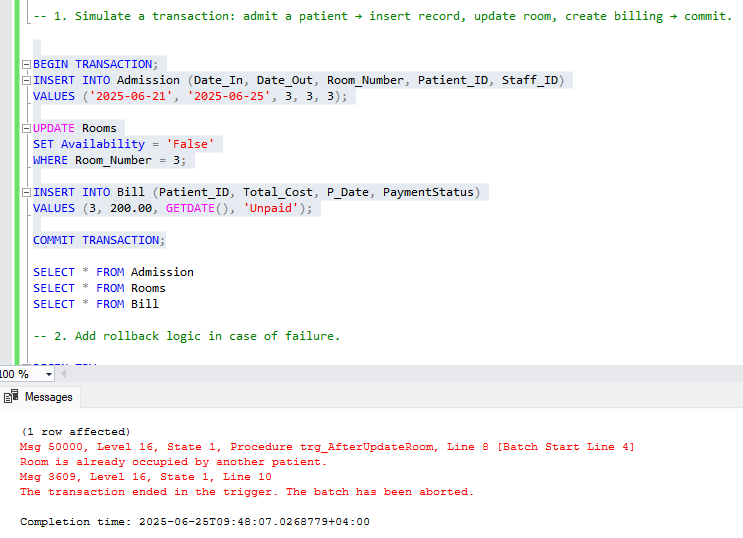 -- 1. Simulate a transaction: admit a patient → insert record, update room, create billing → commit.
BEGIN TRANSACTION;
INSERT INTO Admission (Date_In, Date_Out, Room_Number, Patient_ID, Staff_ID)
VALUES ('2025-06-21', '2025-06-25', 3, 3, 3);
UPDATE Rooms
SET Availability = 'False'
WHERE Room_Number = 3;
INSERT INTO Bill (Patient_ID, Total_Cost, P_Date, PaymentStatus)
VALUES (3, 200.00, GETDATE(), 'Unpaid');
COMMIT TRANSACTION;
SELECT * FROM Admission
SELECT * FROM Rooms
SELECT * FROM Bill
-- 2. Add rollback logic in case of failure.
100 %
Messages
(1 row affected)
Msg 50000, Level 16, State 1, Procedure trg_AfterUpdateRoom, Line 8 [Batch Start Line 4]
Room is already occupied by another patient.
Msg 3609, Level 16, State 1, Line 10
The transaction ended in the trigger. The batch has been aborted.
Completion time: 2025-06-25T09:48:07.0268779+04:00